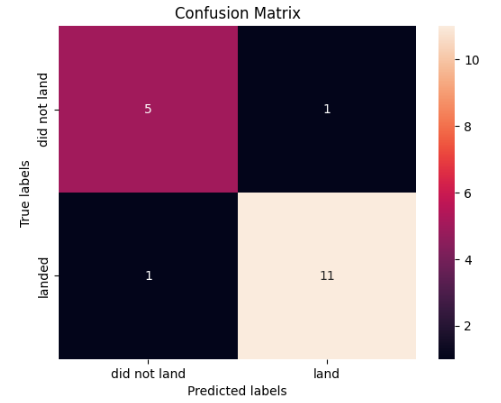 Confusion Matrix
True labels
did not land
landed
5
1
1
11
did not land
land
Predicted labels
10
8
6
4
2